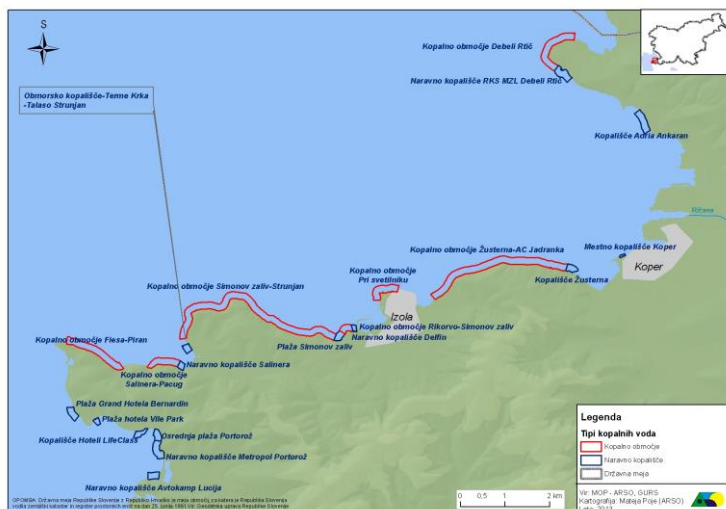 S
Kopalno območje Debeli Rtič
Naravno kopališče RKS MZL Debeli Rtič
Obmorsko kopališče-Terme Krka
-Talaso Strunjan
Kopališče Adria Ankaran
Rižana
Kopalno območje Žusterna-AC Jadranka
Mestno kopališče Koper
Koper
Kopališče Žusterna
Kopalno območje
Pri svetilniku
Kopalno območje Simonov zaliv-Strunjan
Izola
Kopalno območje Rikorvo-Simonov zaliv
Naravno kopališče Delfin
Plaža Simonov zaliv
Kopalno območje Fiesa-Piran
Naravno kopališče Salinera
Kopalno območje
Salinera-Pacug
Plaža Grand Hotela Bernardin
Plaža hotela Vile Park
Kopališče Hoteli LifeClass
Osrednja plaža Portorož
Naravno kopališče Metropol Portorož
Naravno kopališče Avtokamp Lucija
Legenda
Tipi kopalnih voda
Kopalno območje
Naravno kopališče
Državna meja
0 0,5 1 2 km
Vir: MOP - ARSO, GURS
Kartografija: Mateja Poje (ARSO)